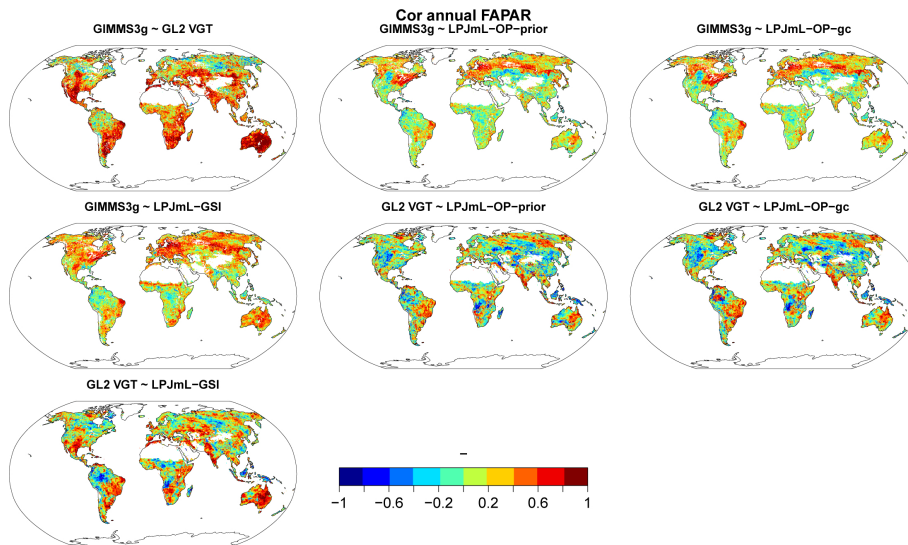 Cor annual FAPAR
GIMMS3g ~ GL2 VGT
GIMMS3g ~ LPJmL−OP−prior
GIMMS3g ~ LPJmL−OP−gc
GIMMS3g ~ LPJmL−GSI
GL2 VGT ~ LPJmL−OP−prior
GL2 VGT ~ LPJmL−OP−gc
GL2 VGT ~ LPJmL−GSI
−
−1 −0.6 −0.2 0.2 0.6 1